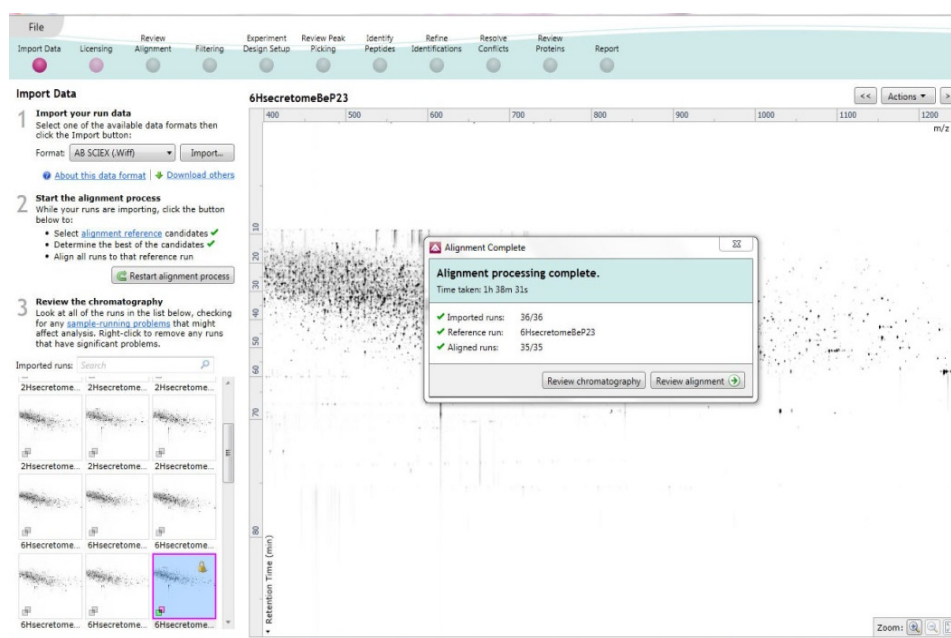 File
Import Data
Licensing
Review
Alignment
Filtering
Experiment
Design Setup
Review Peak
Picking
Identify
Peptides
Refine
Identifications
Resolve
Conflicts
Review
Proteins
Report
Import Data
1 Import your run data
Select one of the available data formats then
click the Import button:
Format: AB SCIEX (.Wiff) Import...
About this data format Download others
2 Start the alignment process
While your runs are importing, click the button
below to:
• Select alignment reference candidates
• Determine the best of the candidates
• Align all runs to that reference run
Restart alignment process
3 Review the chromatography
Look at all of the runs in the list below, checking
for any sample-running problems that might
affect analysis. Right-click to remove any runs
that have significant problems.
Imported runs: Search
2Hsecretome... 2Hsecretome... 2Hsecretome...
2Hsecretome... 2Hsecretome... 2Hsecretome...
6Hsecretome... 6Hsecretome... 6Hsecretome...
6Hsecretome... 6Hsecretome... 6Hsecretome...
6HsecretomeBeP23
<< Actions
400 500 600 700 800 900 1000 1100 1200
m/z
10
20
30
40
50
60
70
80
Retention Time (min)
Alignment Complete
Alignment processing complete.
Time taken: 1h 38m 31s
Imported runs: 36/36
Reference run: 6HsecretomeBeP23
Aligned runs: 35/35
Review chromatography Review alignment
Zoom: